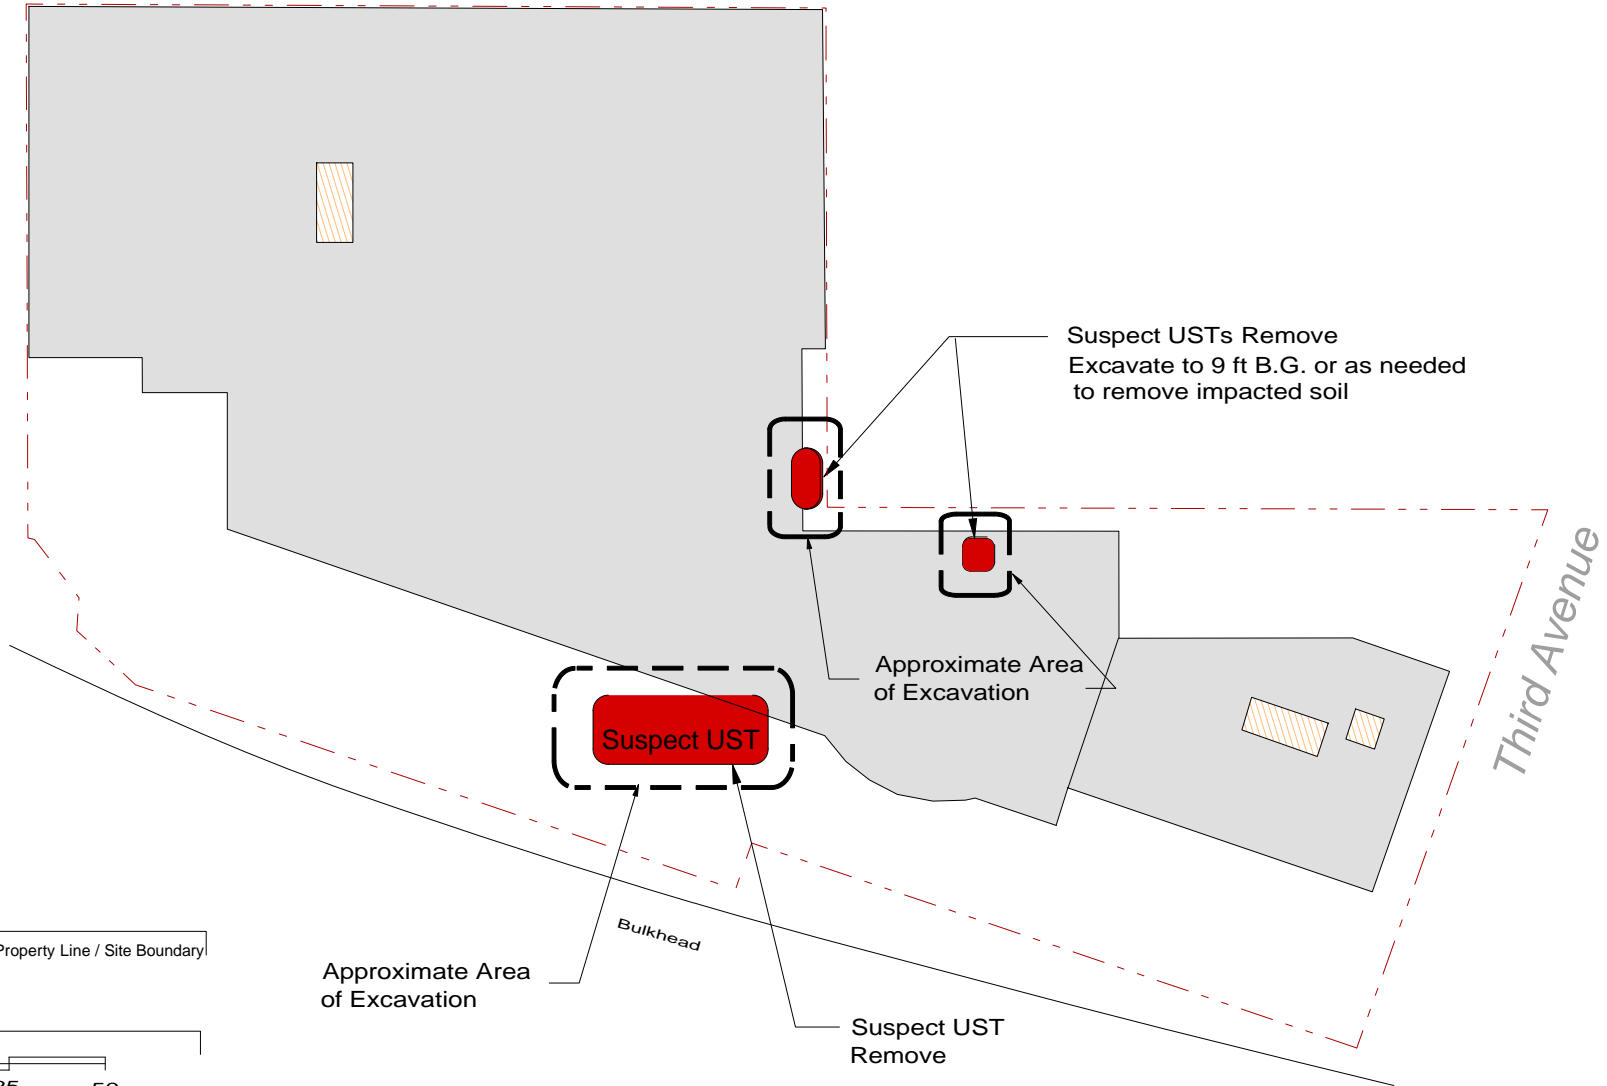 Suspect USTs Remove
Excavate to 9 ft B.G. or as needed
to remove impacted soil
Third Avenue
Approximate Area
of Excavation
Suspect UST
Bulkhead
Property Line / Site Boundary
Approximate Area
of Excavation
Suspect UST
Remove